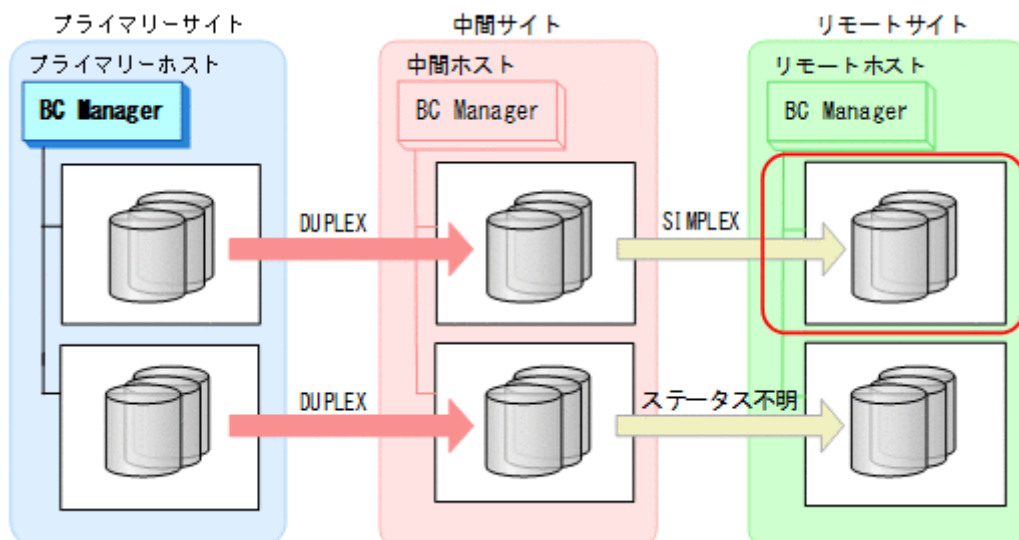 プライマリーサイト
中間サイト
リモートサイト
プライマリーホスト
中間ホスト
リモートホスト
BC Manager
BC Manager
BC Manager
DUPLEX
SIMPLEX
DUPLEX
ステータス不明